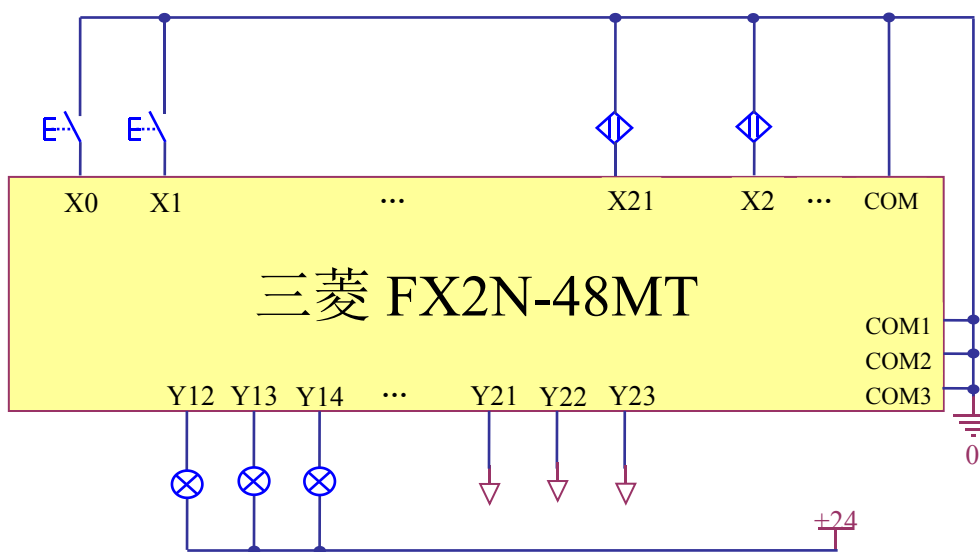 X0 X1 ... X21 X2 ... COM
三菱 FX2N-48MT
COM1
COM2
COM3
Y12 Y13 Y14 ... Y21 Y22 Y23
0
+24